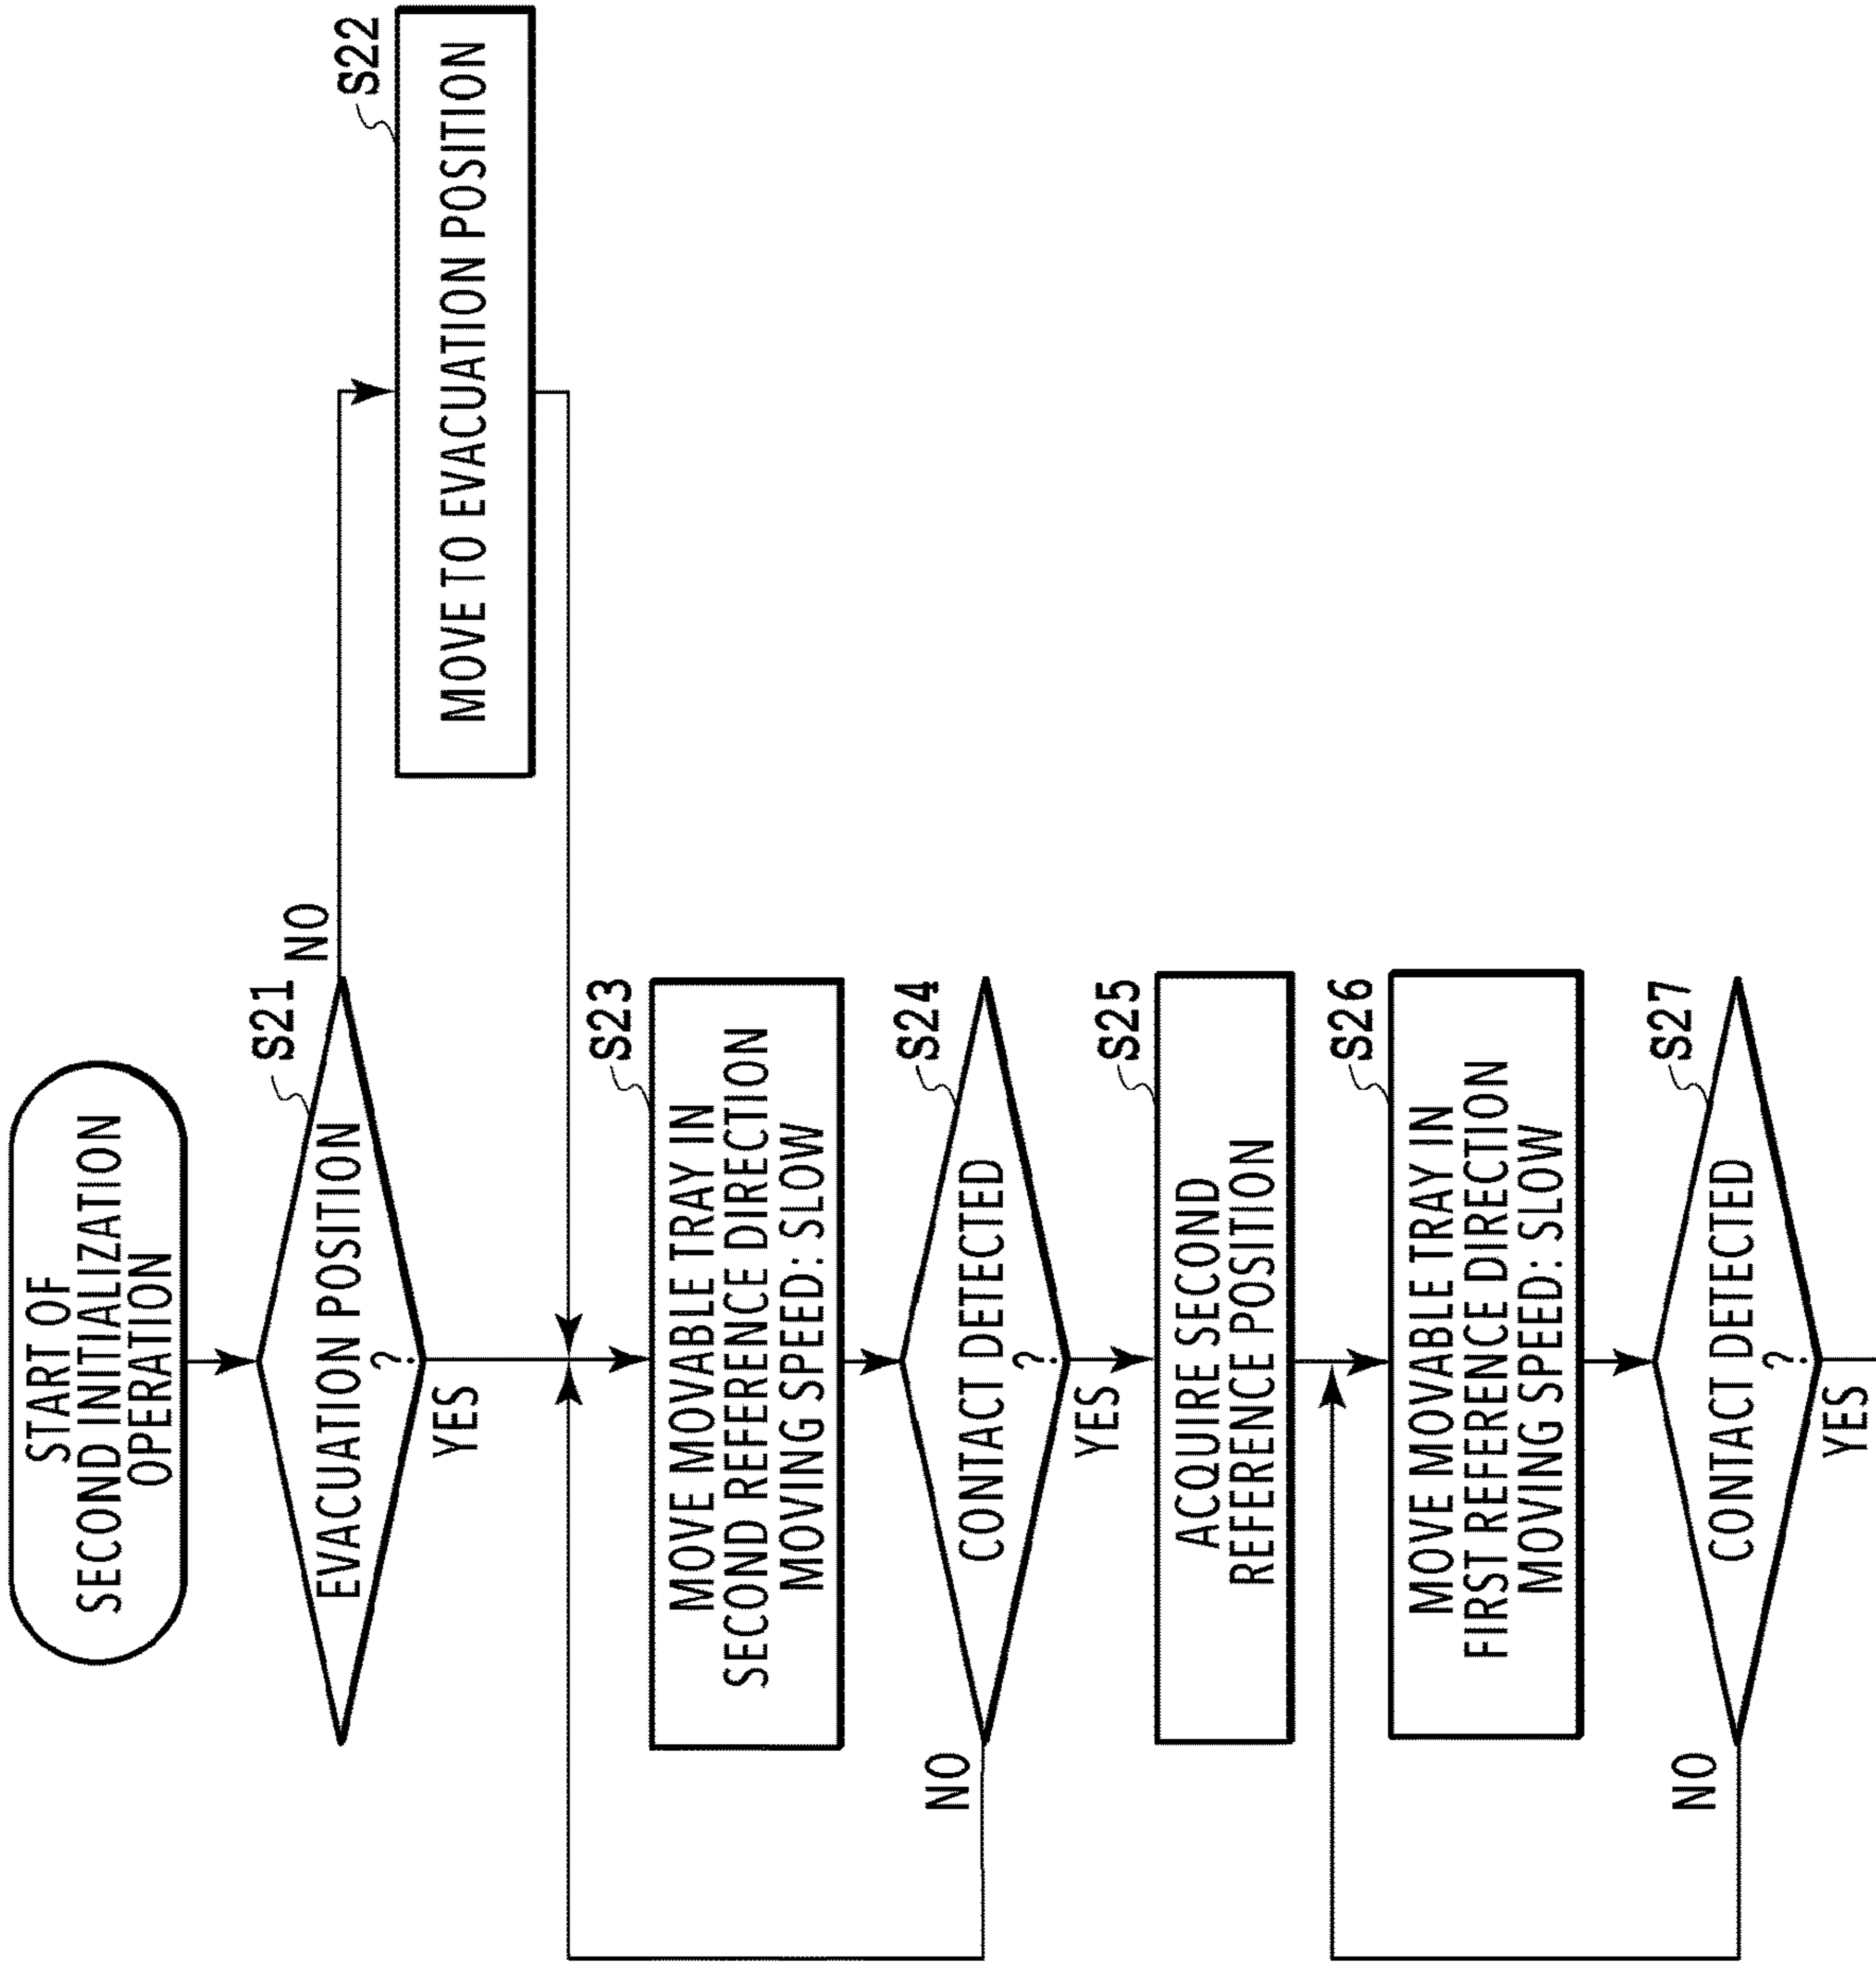 START OF
SECOND INITIALIZATION
OPERATION
S21
EVACUATION POSITION
?
NO
YES
S22
MOVE TO EVACUATION POSITION
S23
MOVE MOVABLE TRAY IN
SECOND REFERENCE DIRECTION
MOVING SPEED: SLOW
S24
CONTACT DETECTED
?
NO
YES
S25
ACQUIRE SECOND
REFERENCE POSITION
S26
MOVE MOVABLE TRAY IN
FIRST REFERENCE DIRECTION
MOVING SPEED: SLOW
S27
CONTACT DETECTED
?
NO
YES